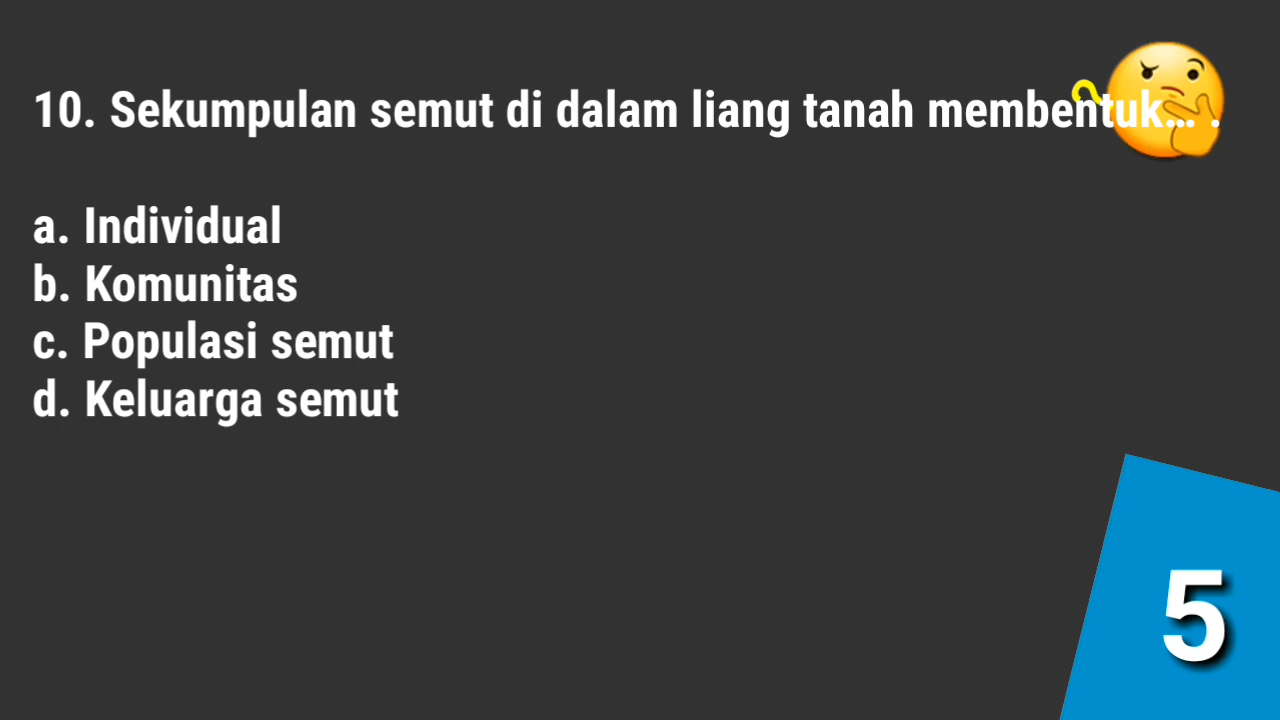 10. Sekumpulan semut di dalam liang tanah membentuk... .
a. Individual
b. Komunitas
c. Populasi semut
d. Keluarga semut
5